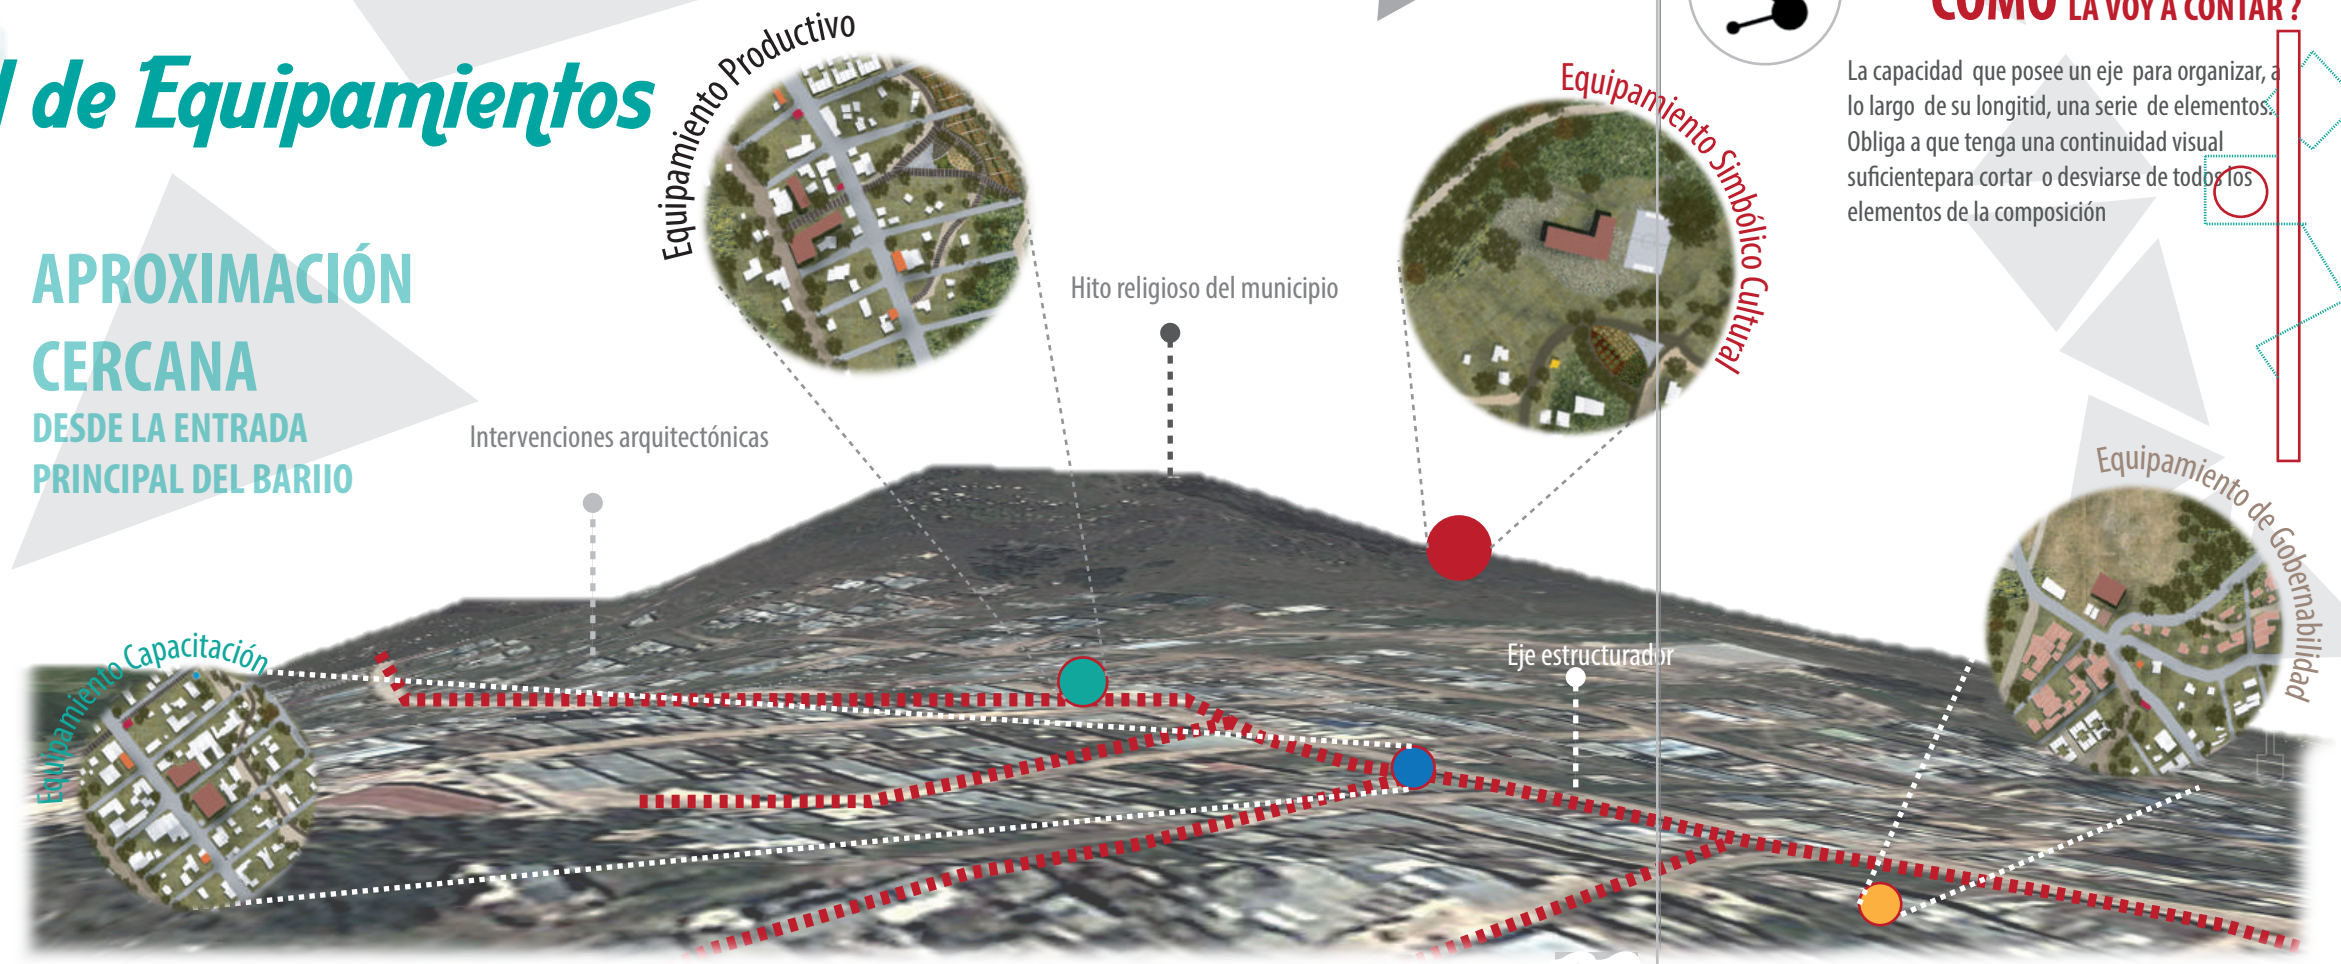 de Equipamientos
APROXIMACIÓN
CERCANA
DESDE LA ENTRADA
PRINCIPAL DEL BARIIO
Equipamiento Productivo
Equipamiento Simbólico Cultural
Hito religioso del municipio
Intervenciones arquitectónicas
Equipamiento Capacitación
Eje estructurador
Equipamiento de Gobernabilidad
COMO LA VOY A CONTAR ?
La capacidad que posee un eje para organizar, a
lo largo de su longitid, una serie de elementos.
Obliga a que tenga una continuidad visual
suficientepara cortar o desviarse de todos los
elementos de la composición